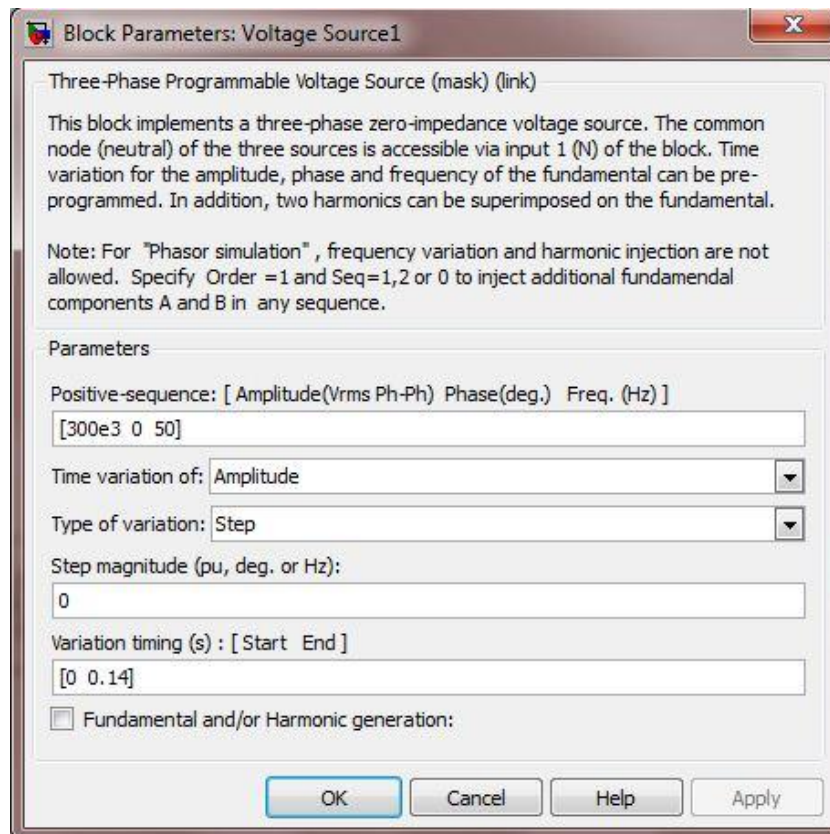 Block Parameters: Voltage Source1
Three-Phase Programmable Voltage Source (mask) (link)
This block implements a three-phase zero-impedance voltage source. The common
node (neutral) of the three sources is accessible via input 1 (N) of the block. Time
variation for the amplitude, phase and frequency of the fundamental can be pre-
programmed. In addition, two harmonics can be superimposed on the fundamental.
Note: For "Phasor simulation" , frequency variation and harmonic injection are not
allowed. Specify Order =1 and Seq=1,2 or 0 to inject additional fundamendal
components A and B in any sequence.
Parameters
Positive-sequence: [ Amplitude(Vrms Ph-Ph) Phase(deg.) Freq. (Hz) ]
[300e3 0 50]
Time variation of: Amplitude
Type of variation: Step
Step magnitude (pu, deg. or Hz):
0
Variation timing (s) : [ Start End ]
[0 0.14]
Fundamental and/or Harmonic generation:
OK Cancel Help Apply